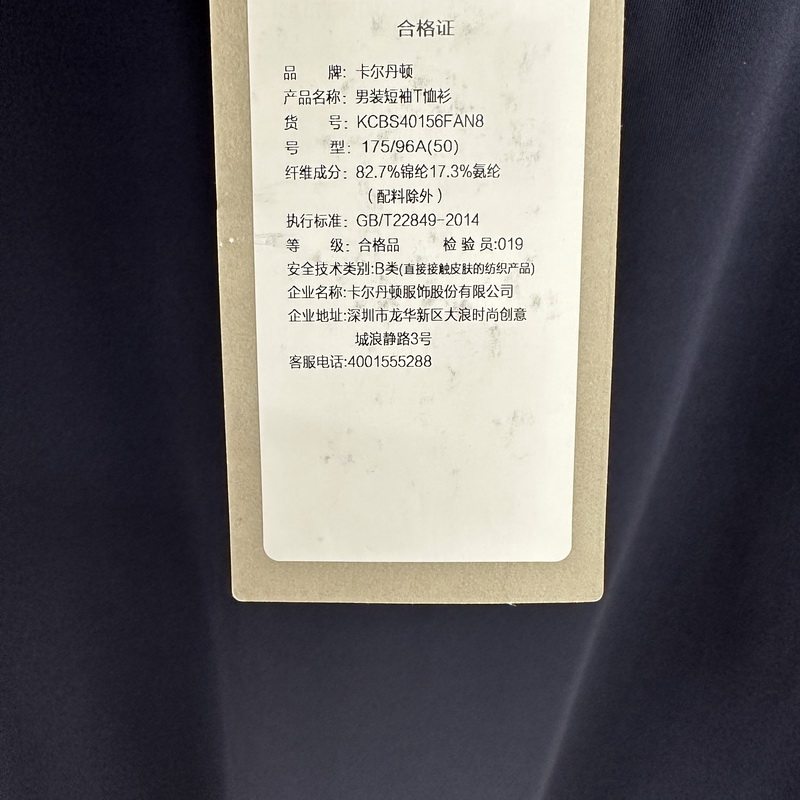 合格证
品 牌: 卡尔丹顿
产品名称: 男装短袖T恤衫
货 号: KCBS40156FAN8
号 型: 175/96A(50)
纤维成分: 82.7%锦纶17.3%氨纶
(配料除外)
执行标准: GB/T22849-2014
等 级: 合格品 检 验 员:019
安全技术类别:B类(直接接触皮肤的纺织产品)
企业名称:卡尔丹顿服饰股份有限公司
企业地址:深圳市龙华新区大浪时尚创意
城浪静路3号
客服电话:4001555288